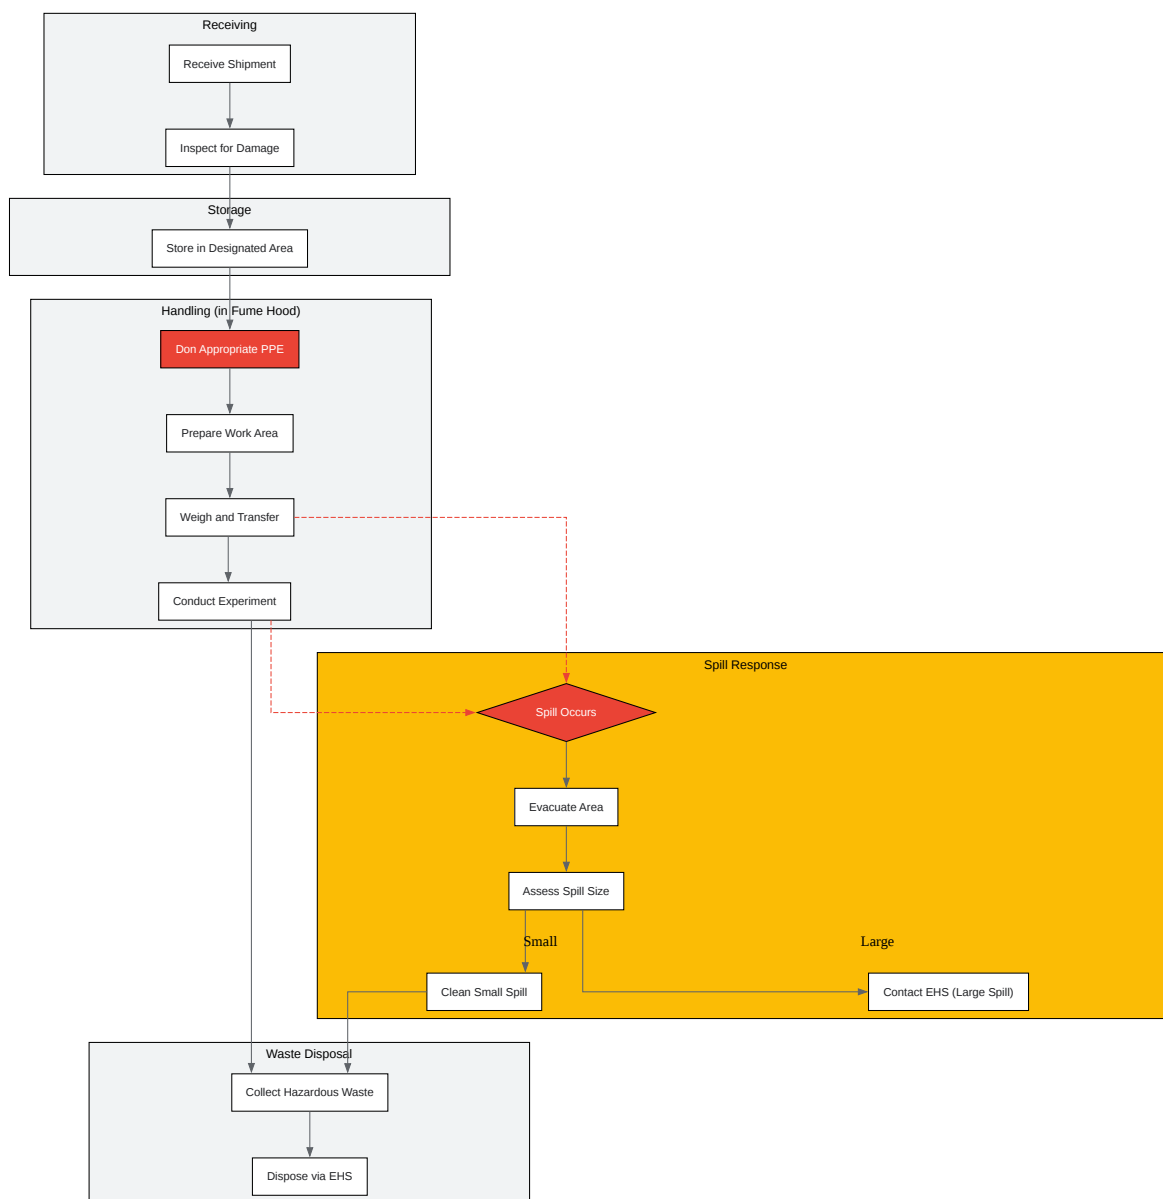 Receiving
Receive Shipment
Inspect for Damage
Storage
Store in Designated Area
Handling (in Fume Hood)
Don Appropriate PPE
Prepare Work Area
Weigh and Transfer
Conduct Experiment
Spill Response
Spill Occurs
Evacuate Area
Assess Spill Size
Small
Large
Clean Small Spill
Contact EHS (Large Spill)
Waste Disposal
Collect Hazardous Waste
Dispose via EHS